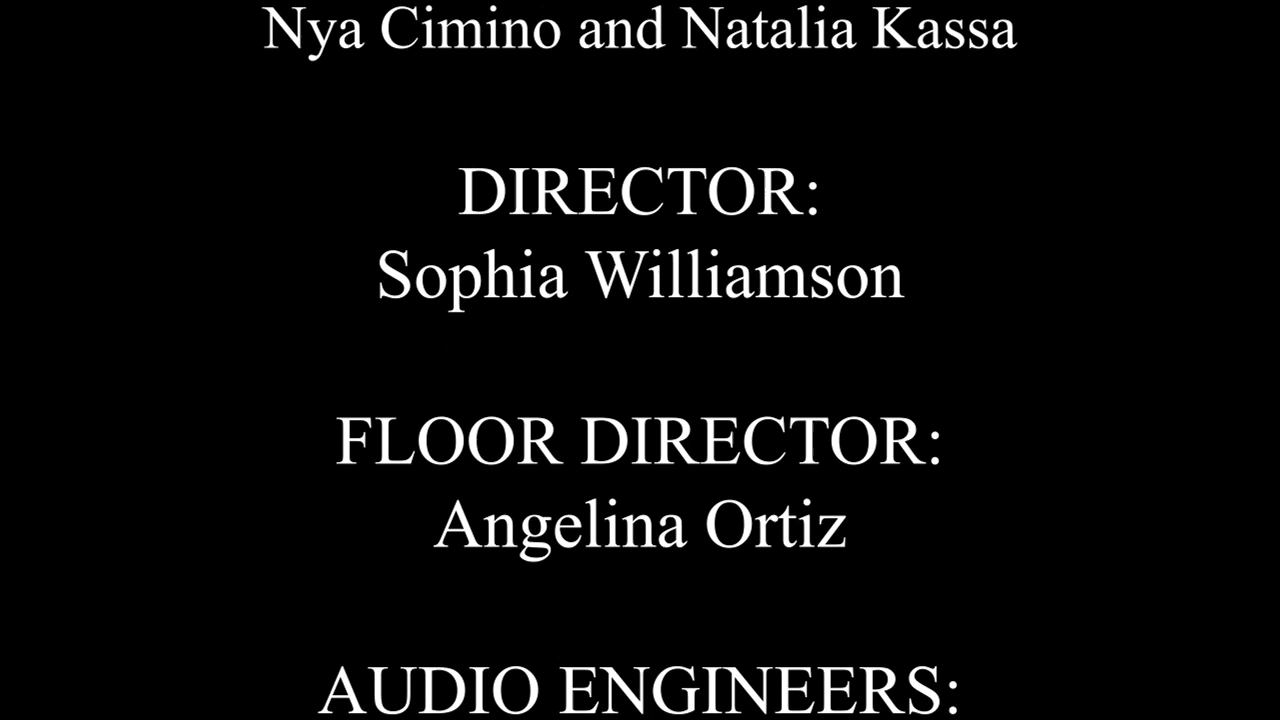 Nya Cimino and Natalia Kassa
DIRECTOR:
Sophia Williamson
FLOOR DIRECTOR:
Angelina Ortiz
AUDIO ENGINEERS: